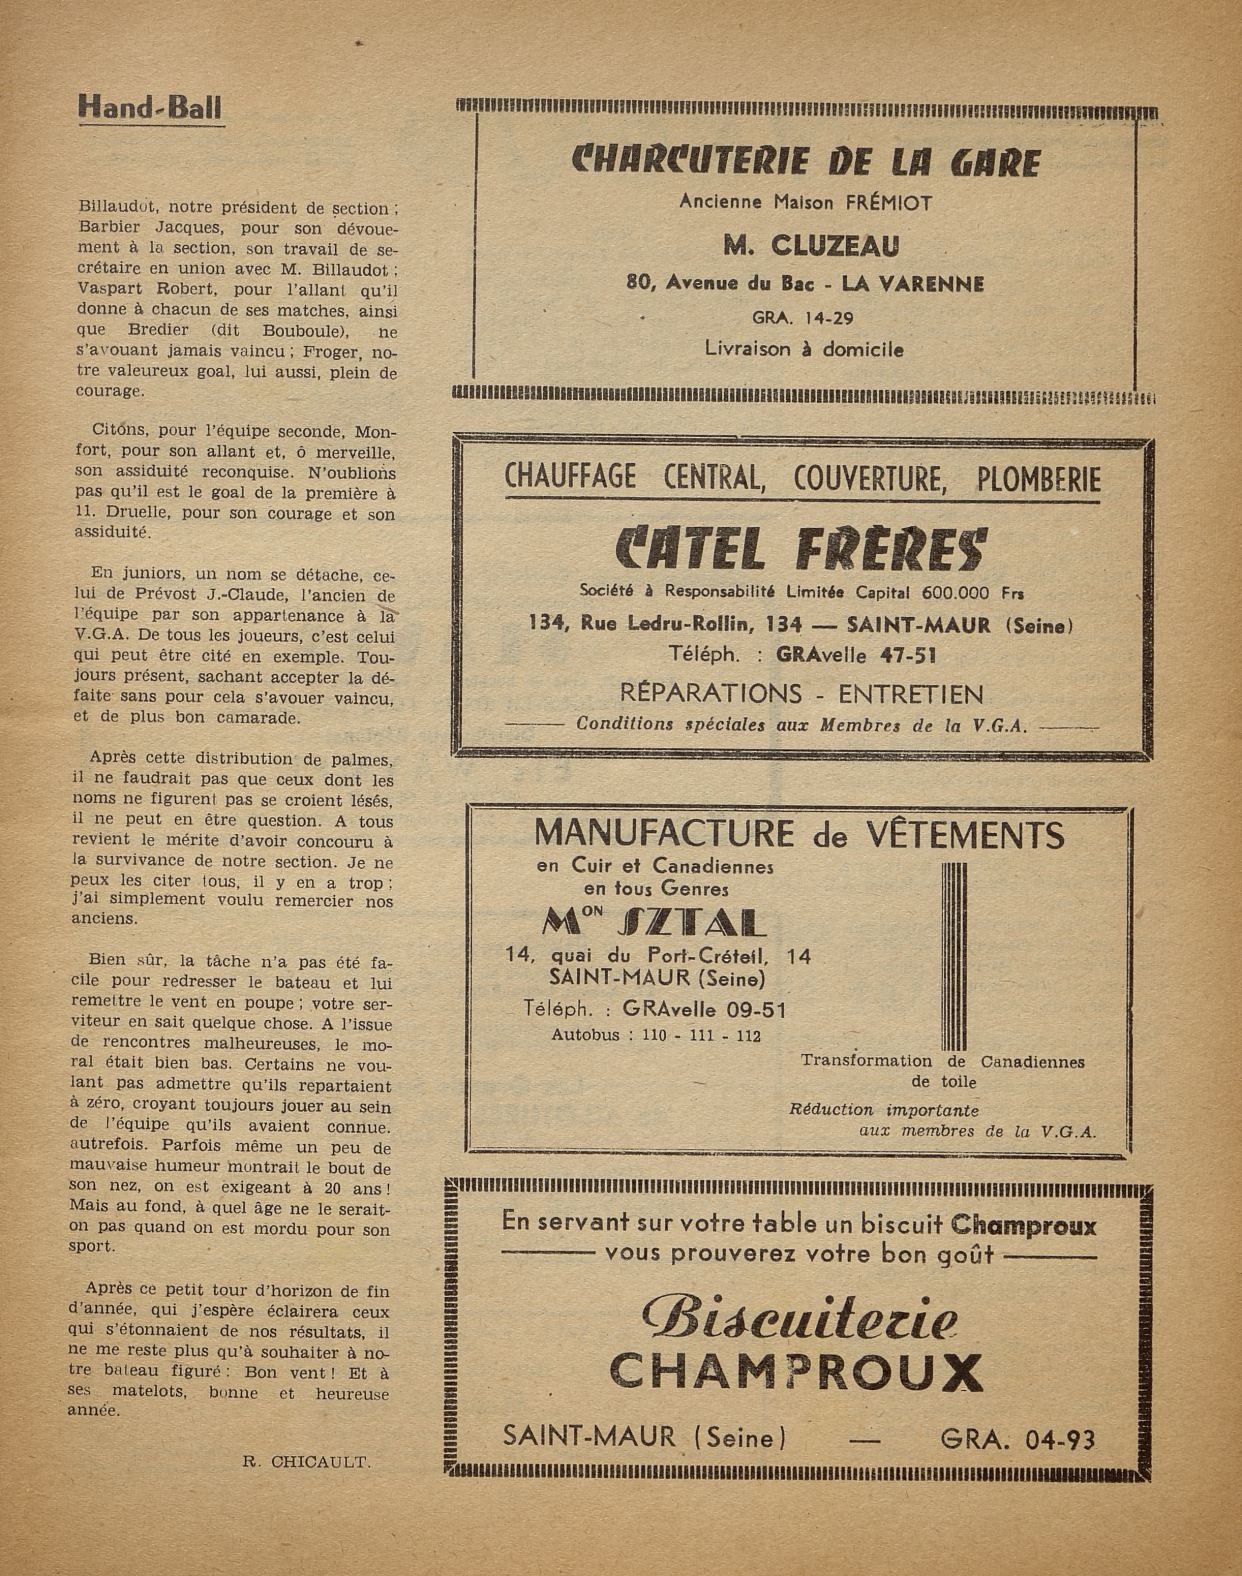 Hand-Ball
Billaudot, notre président de section ;
Barbier Jacques, pour son dévoue-
ment à la section, son travail de se-
crétaire en union avec M. Billaudot ;
Vaspart Robert, pour l'allant qu'il
donne à chacun de ses matches, ainsi
que Bredier (dit Bouboule), ne
s'avouant jamais vaincu ; Froger, no-
tre valeureux goal, lui aussi, plein de
courage.
Citons, pour l'équipe seconde, Mon-
fort, pour son allant et, ô merveille,
son assiduité reconquise. N'oublions
pas qu'il est le goal de la première à
11. Druelle, pour son courage et son
assiduité.
En juniors, un nom se détache, ce-
lui de Prévost J.-Claude, l'ancien de
l'équipe par son appartenance à la
V.G.A. De tous les joueurs, c'est celui
qui peut être cité en exemple. Tou-
jours présent, sachant accepter la dé-
faite sans pour cela s'avouer vaincu,
et de plus bon camarade.
Après cette distribution de palmes,
il ne faudrait pas que ceux dont les
noms ne figurent pas se croient lésés,
il ne peut en être question. A tous
revient le mérite d'avoir concouru à
la survivance de notre section. Je ne
peux les citer tous, il y en a trop ;
j'ai simplement voulu remercier nos
anciens.
Bien sûr, la tâche n'a pas été fa-
cile pour redresser le bateau et lui
remettre le vent en poupe ; votre ser-
viteur en sait quelque chose. A l'issue
de rencontres malheureuses, le mo-
ral était bien bas. Certains ne vou-
lant pas admettre qu'ils repartaient
à zéro, croyant toujours jouer au sein
de l'équipe qu'ils avaient connue.
autrefois. Parfois même un peu de
mauvaise humeur montrait le bout de
son nez, on est exigeant à 20 ans !
Mais au fond, à quel âge ne le serait-
on pas quand on est mordu pour son
sport.
Après ce petit tour d'horizon de fin
d'année, qui j'espère éclairera ceux
qui s'étonnaient de nos résultats, il
ne me reste plus qu'à souhaiter à no-
tre bateau figuré : Bon vent ! Et à
ses matelots, bonne et heureuse
année.
R. CHICAULT.
CHARCUTERIE DE LA GARE
Ancienne Maison FRÉMIOT
M. CLUZEAU
80, Avenue du Bac - LA VARENNE
GRA. 14-29
Livraison à domicile
CHAUFFAGE CENTRAL, COUVERTURE, PLOMBERIE
CATEL FRÈRES
Société à Responsabilité Limitée Capital 600.000 Frs
134, Rue Ledru-Rollin, 134 — SAINT-MAUR (Seine)
Téléph. : GRAvelle 47-51
RÉPARATIONS - ENTRETIEN
Conditions spéciales aux Membres de la V.G.A.
MANUFACTURE de VÊTEMENTS
en Cuir et Canadiennes
en tous Genres
MON SZTAL
14, quai du Port-Créteil, 14
SAINT-MAUR (Seine)
Téléph. : GRAvelle 09-51
Autobus : 110 - 111 - 112
Transformation de Canadiennes
de toile
Réduction importante
aux membres de la V.G.A.
En servant sur votre table un biscuit Champroux
vous prouverez votre bon goût
Biscuiterie
CHAMPROUX
SAINT-MAUR (Seine) — GRA. 04-93